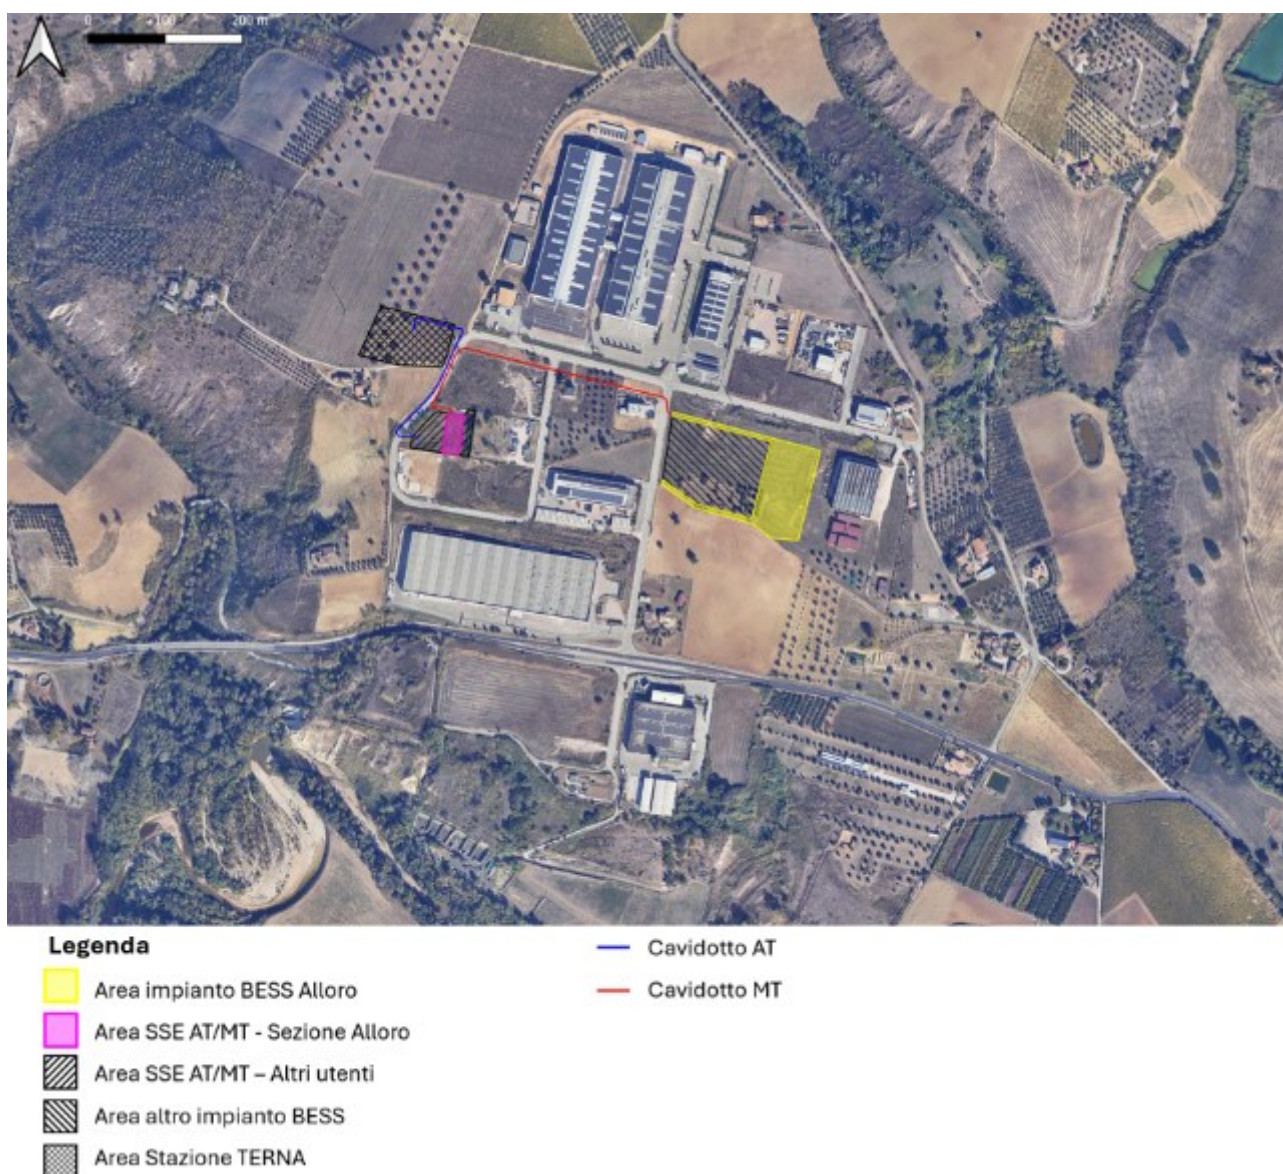 0 100 200 m
Legenda
Area impianto BESS Alloro
Area SSE AT/MT - Sezione Alloro
Area SSE AT/MT – Altri utenti
Area altro impianto BESS
Area Stazione TERNA
Cavidotto AT
Cavidotto MT